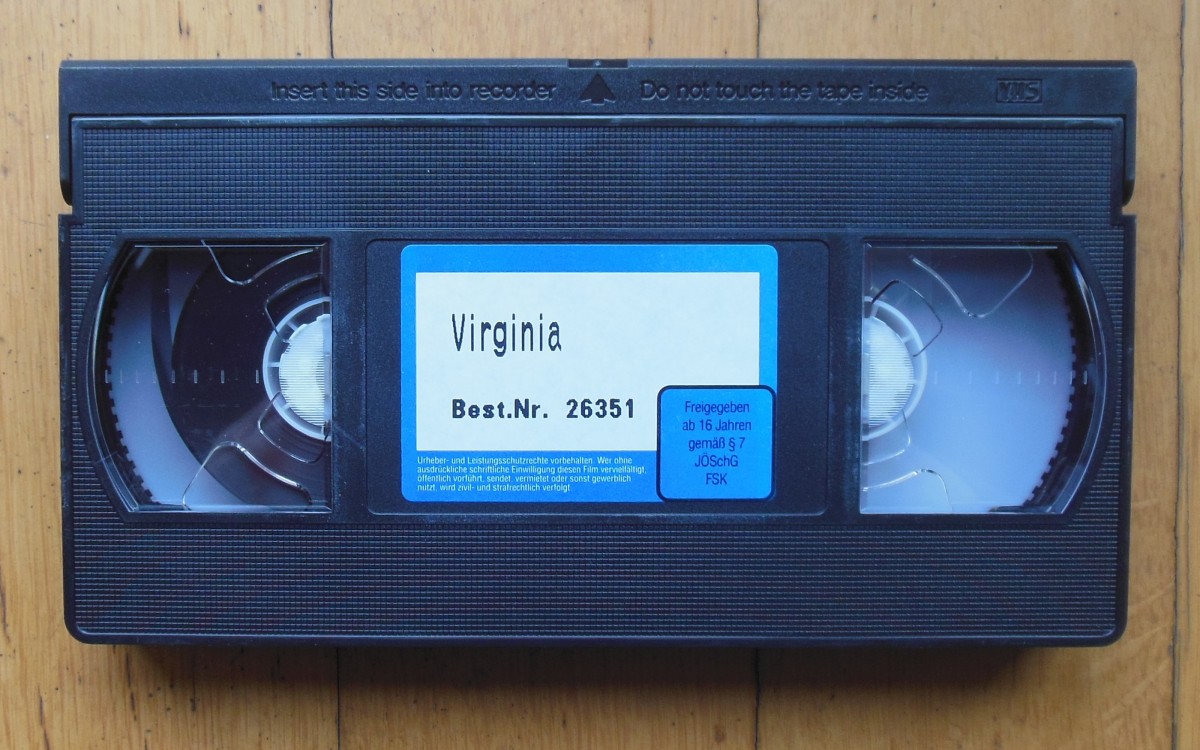 Insert this side into recorder Do not touch the tape inside VHS
Virginia
Best.Nr. 26351
Freigegeben
ab 16 Jahren
gemäß § 7
JÖSchG
FSK
Urheber- und Leistungsschutzrechte vorbehalten. Wer ohne
ausdrückliche schriftliche Einwilligung diesen Film vervielfältigt,
öffentlich vorführt, sendet, vermietet oder sonst gewerblich
nutzt, wird zivil- und strafrechtlich verfolgt.